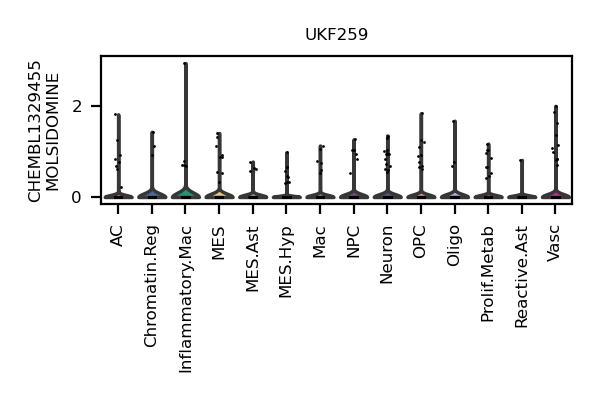 UKF259
CHEMBL1329455
MOLSIDOMINE
2
0
AC
Chromatin.Reg
Inflammatory.Mac
MES
MES.Ast
MES.Hyp
Mac
NPC
Neuron
OPC
Oligo
Prolif.Metab
Reactive.Ast
Vasc